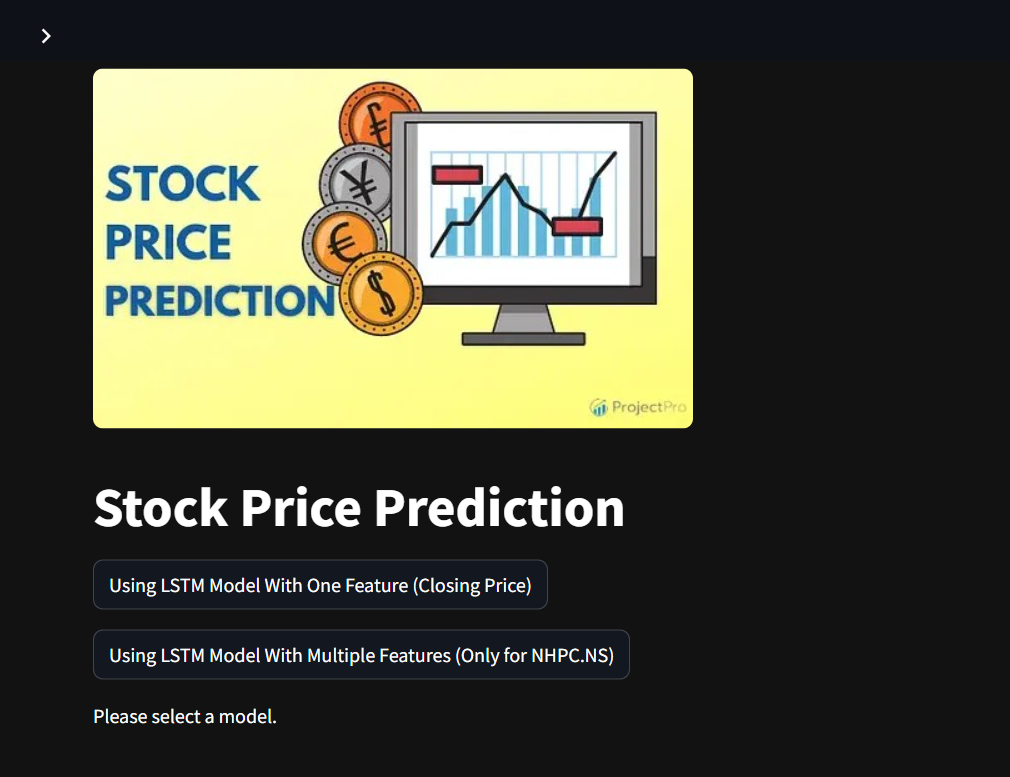 STOCK
PRICE
PREDICTION
£
¥
€
$
ProjectPro
Stock Price Prediction
Using LSTM Model With One Feature (Closing Price)
Using LSTM Model With Multiple Features (Only for NHPC.NS)
Please select a model.